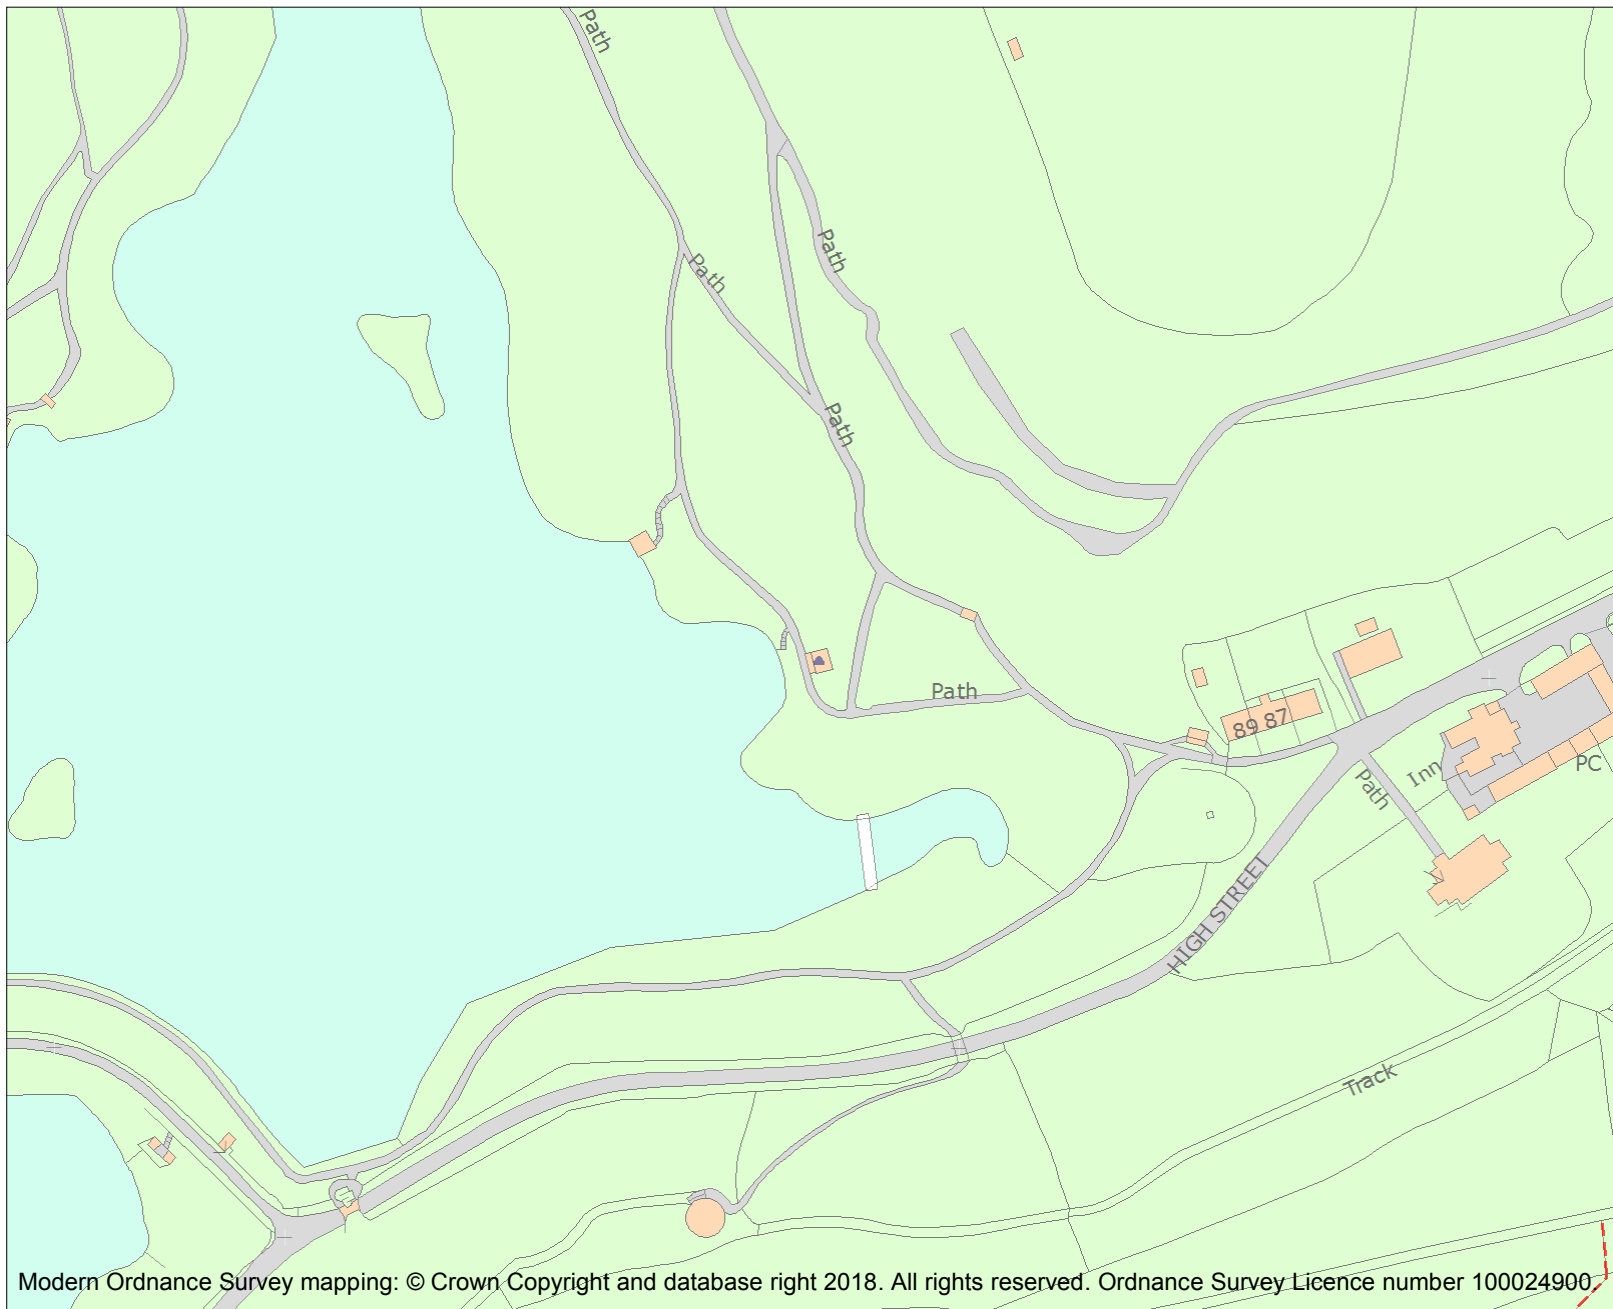 Path
Path
Path
Path
Path
89 87
Inn
PC
Path
HIGH STREET
Track
Modern Ordnance Survey mapping: © Crown Copyright and database right 2018. All rights reserved. Ordnance Survey Licence number 100024900.